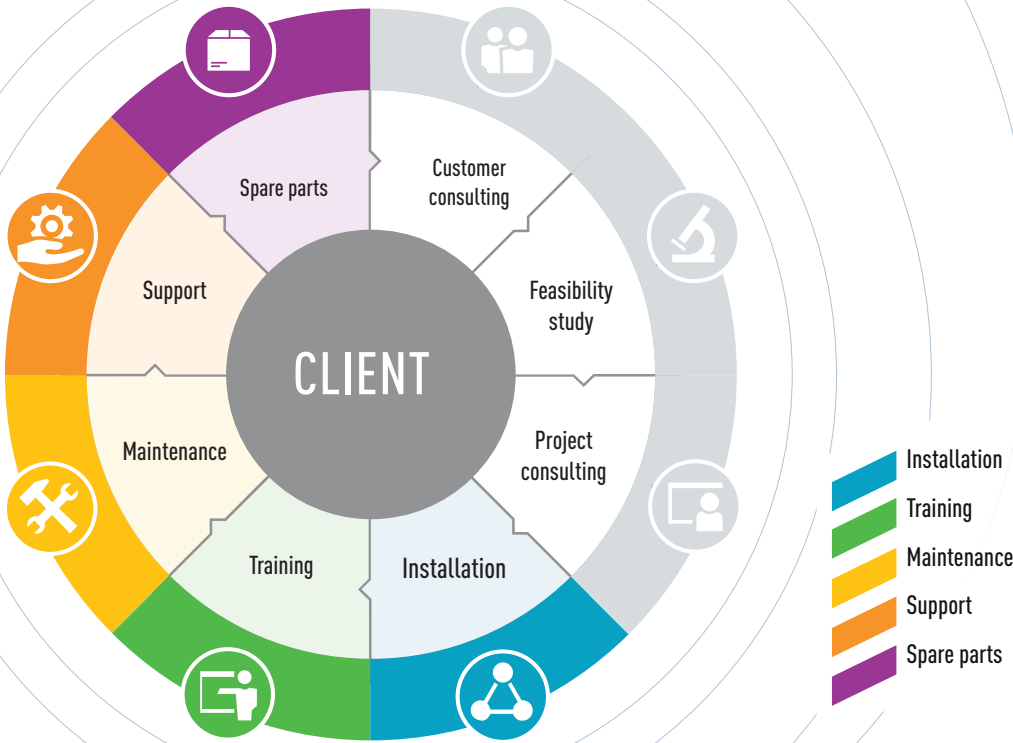 Spare parts
Customer
consulting
Support
Feasibility
study
CLIENT
Maintenance
Project
consulting
Training
Installation
Installation
Training
Maintenance
Support
Spare parts